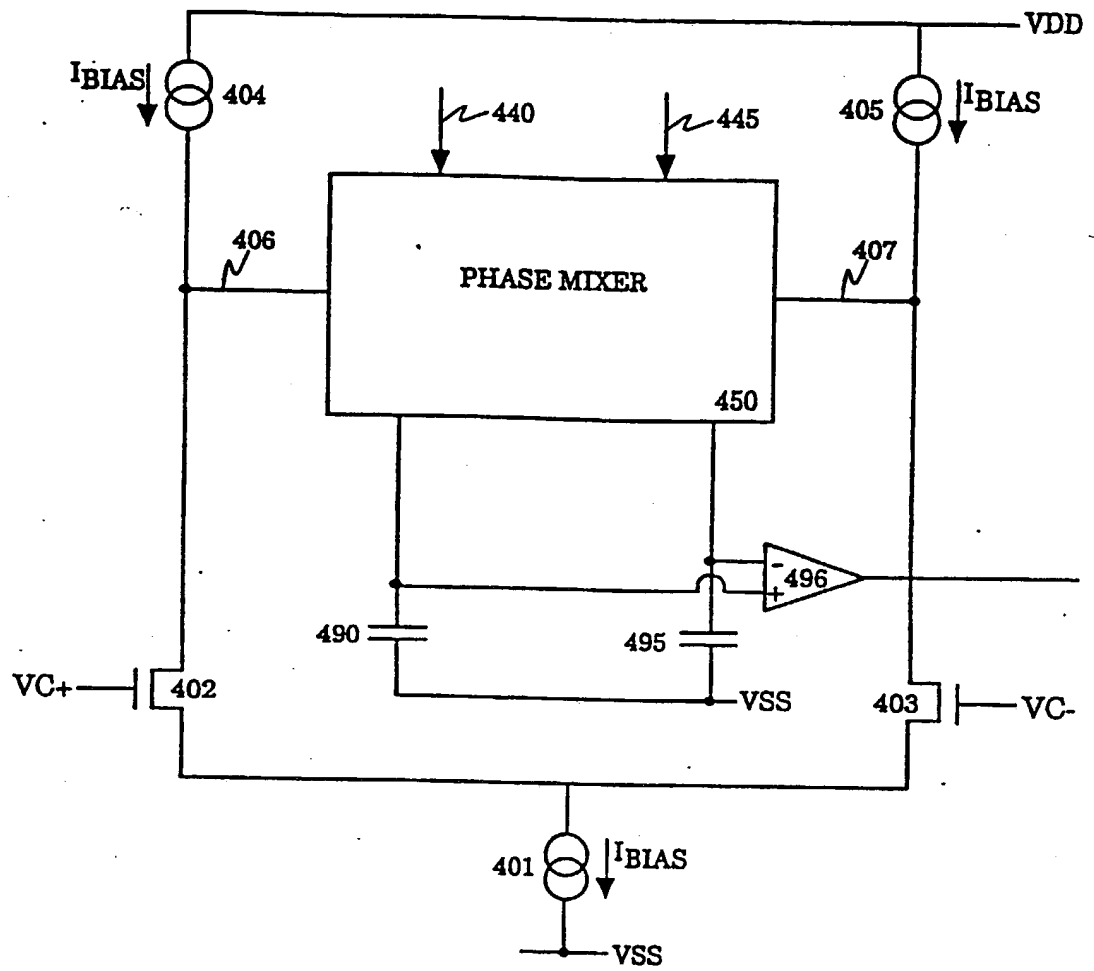 VDD
IBIAS
404
440
445
405
IBIAS
406
407
PHASE MIXER
450
-
496
+
490
495
VC+
402
VSS
403
VC-
401
IBIAS
VSS